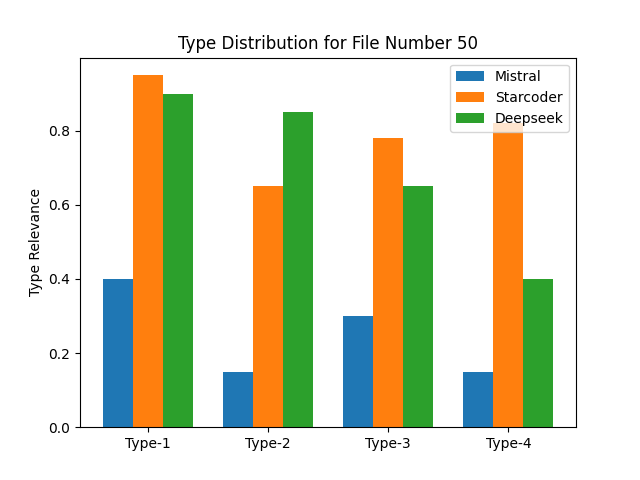 Type Distribution for File Number 50
Mistral
Starcoder
Deepseek
Type Relevance
0.8
0.6
0.4
0.2
0.0
Type-1 Type-2 Type-3 Type-4